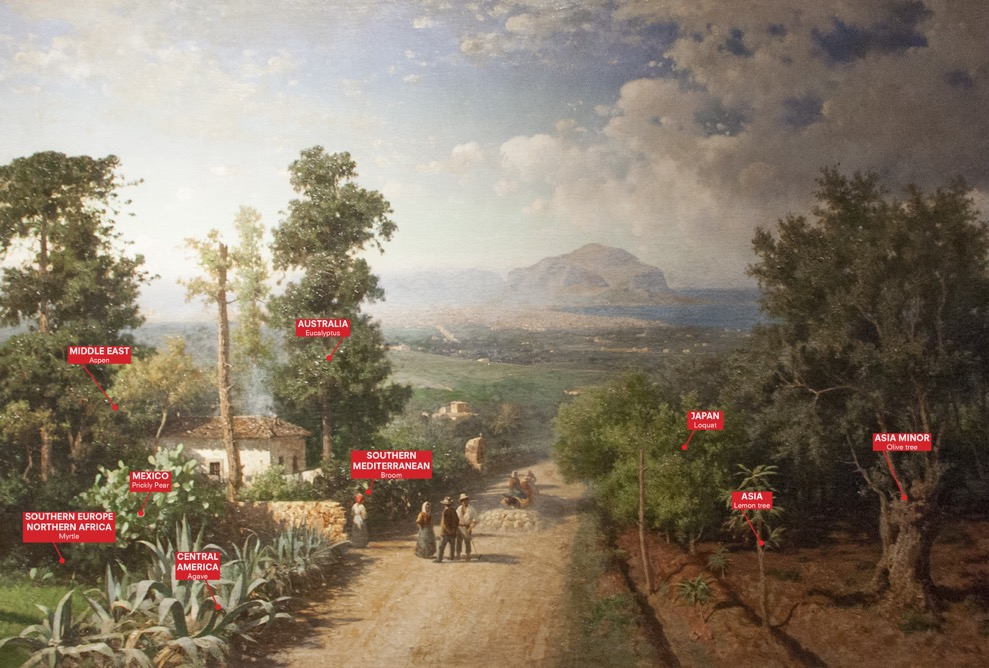 AUSTRALIA
Eucalyptus
MIDDLE EAST
Aspen
JAPAN
Loquat
ASIA MINOR
Olive tree
SOUTHERN
MEDITERRANEAN
Broom
MEXICO
Prickly Pear
ASIA
Lemon tree
SOUTHERN EUROPE
NORTHERN AFRICA
Myrtle
CENTRAL
AMERICA
Agave